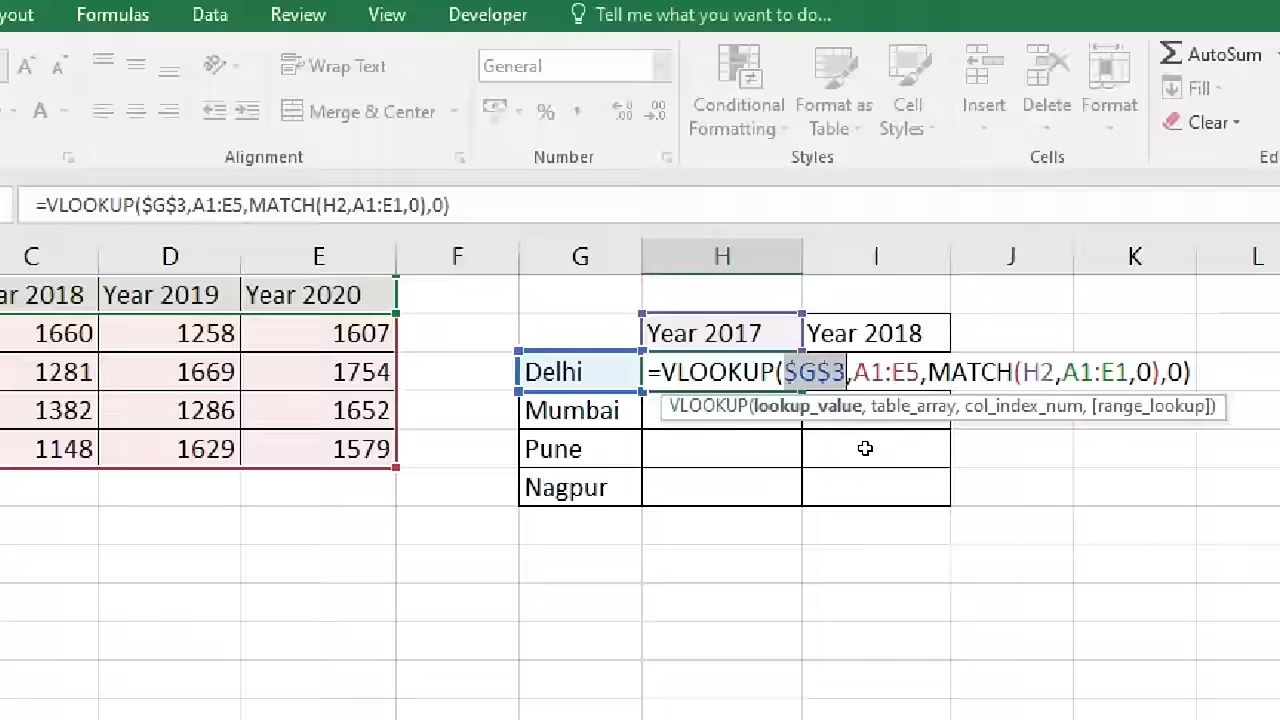 yout Formulas Data Review View Developer Tell me what you want to do...
A A Wrap Text General AutoSum
A Merge & Center % , .00 .00 Conditional Formatting Format as Table Cell Styles Insert Delete Format Fill
Clear
Alignment Number Styles Cells Ed
=VLOOKUP($G$3,A1:E5,MATCH(H2,A1:E1,0),0)
C D E F G H I J K L
ar 2018 Year 2019 Year 2020
1660 1258 1607 Year 2017 Year 2018
1281 1669 1754 Delhi =VLOOKUP($G$3,A1:E5,MATCH(H2,A1:E1,0),0)
1382 1286 1652 Mumbai VLOOKUP(lookup_value, table_array, col_index_num, [range_lookup])
1148 1629 1579 Pune
Nagpur